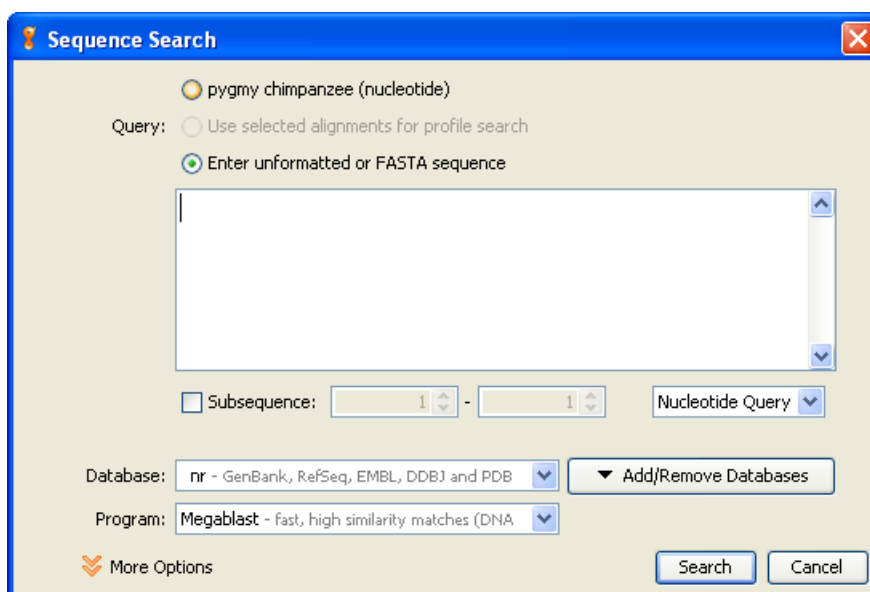 Sequence Search
pygmy chimpanzee (nucleotide)
Query: Use selected alignments for profile search
Enter unformatted or FASTA sequence
Subsequence: 1 - 1 Nucleotide Query
Database: nr - GenBank, RefSeq, EMBL, DDBJ and PDB Add/Remove Databases
Program: Megablast - fast, high similarity matches (DNA
More Options Search Cancel